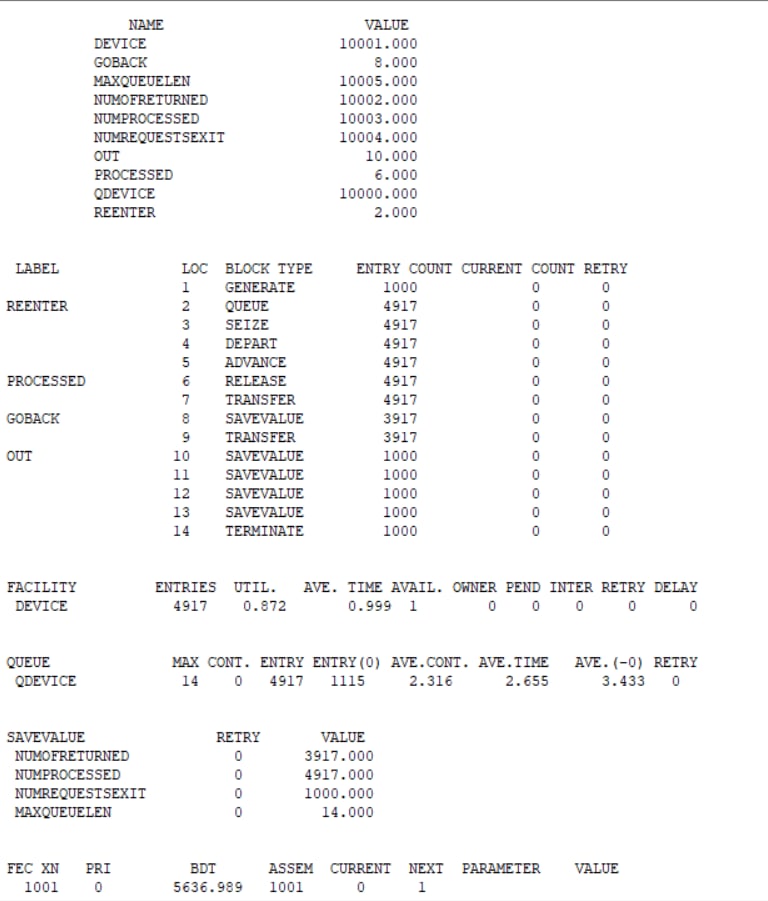 NAME VALUE
DEVICE 10001.000
GOBACK 8.000
MAXQUEUELEN 10005.000
NUMOFRETURNED 10002.000
NUMPROCESSED 10003.000
NUMREQUESTSEXIT 10004.000
OUT 10.000
PROCESSED 6.000
QDEVICE 10000.000
REENTER 2.000
LABEL LOC BLOCK TYPE ENTRY COUNT CURRENT COUNT RETRY
1 GENERATE 1000 0 0
REENTER 2 QUEUE 4917 0 0
3 SEIZE 4917 0 0
4 DEPART 4917 0 0
5 ADVANCE 4917 0 0
PROCESSED 6 RELEASE 4917 0 0
7 TRANSFER 4917 0 0
GOBACK 8 SAVEVALUE 3917 0 0
9 TRANSFER 3917 0 0
OUT 10 SAVEVALUE 1000 0 0
11 SAVEVALUE 1000 0 0
12 SAVEVALUE 1000 0 0
13 SAVEVALUE 1000 0 0
14 TERMINATE 1000 0 0
FACILITY ENTRIES UTIL. AVE. TIME AVAIL. OWNER PEND INTER RETRY DELAY
DEVICE 4917 0.872 0.999 1 0 0 0 0 0
QUEUE MAX CONT. ENTRY ENTRY(0) AVE.CONT. AVE.TIME AVE.(-0) RETRY
QDEVICE 14 0 4917 1115 2.316 2.655 3.433 0
SAVEVALUE RETRY VALUE
NUMOFRETURNED 0 3917.000
NUMPROCESSED 0 4917.000
NUMREQUESTSEXIT 0 1000.000
MAXQUEUELEN 0 14.000
FEC XN PRI BDT ASSEM CURRENT NEXT PARAMETER VALUE
1001 0 5636.989 1001 0 1